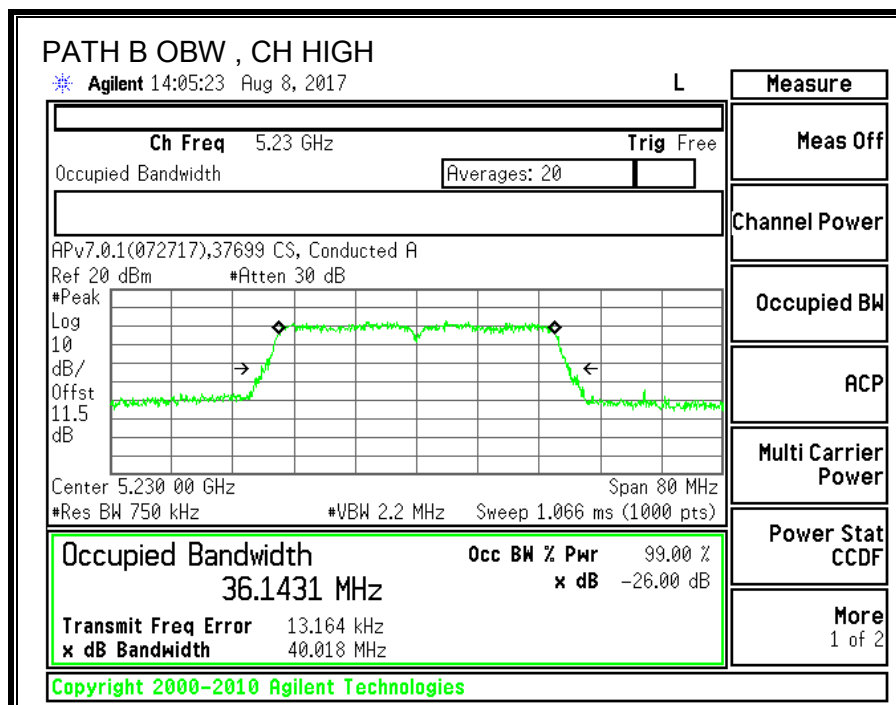 PATH B OBW , CH HIGH
Agilent 14:05:23 Aug 8, 2017 L
Measure
Ch Freq 5.23 GHz Trig Free
Occupied Bandwidth Averages: 20
APv7.0.1(072717),37699 CS, Conducted A
Ref 20 dBm #Atten 30 dB
#Peak
Log
10
dB/
Offst
11.5
dB
Center 5.230 00 GHz Span 80 MHz
#Res BW 750 kHz #VBW 2.2 MHz Sweep 1.066 ms (1000 pts)
Occupied Bandwidth
36.1431 MHz
Occ BW % Pwr 99.00 %
x dB -26.00 dB
Transmit Freq Error 13.164 kHz
x dB Bandwidth 40.018 MHz
Copyright 2000-2010 Agilent Technologies
Meas Off
Channel Power
Occupied BW
ACP
Multi Carrier
Power
Power Stat
CCDF
More
1 of 2